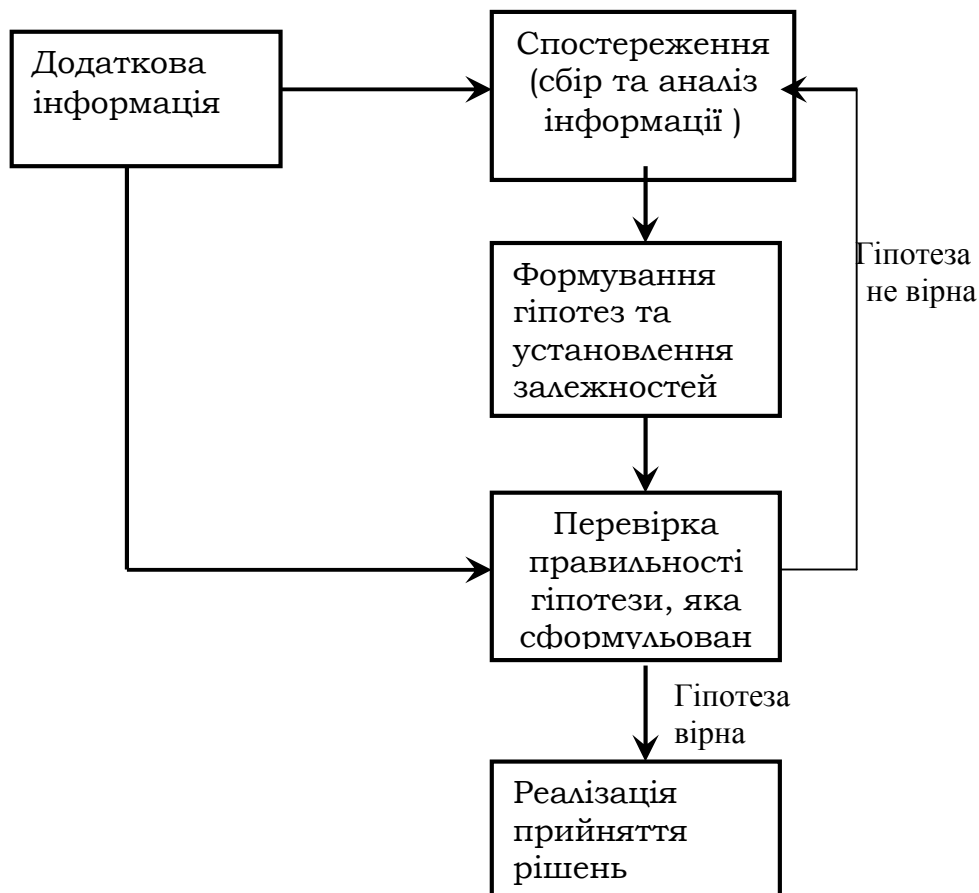 Додаткова
інформація
Спостереження
(сбір та аналіз
інформації )
Формування
гіпотез та
установлення
залежностей
Гіпотеза
не вірна
Перевірка
правильності
гіпотези, яка
сформульован
Гіпотеза
вірна
Реалізація
прийняття
рішень